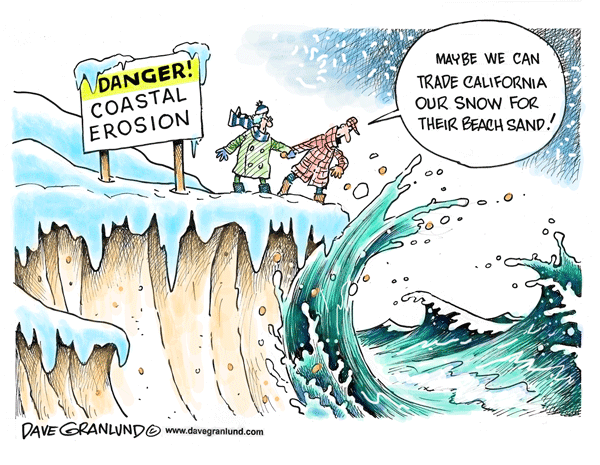 DANGER!
COASTAL
EROSION
MAYBE WE CAN
TRADE CALIFORNIA
OUR SNOW FOR
THEIR BEACH SAND!
DAVE GRANLUND © www.davegranlund.com